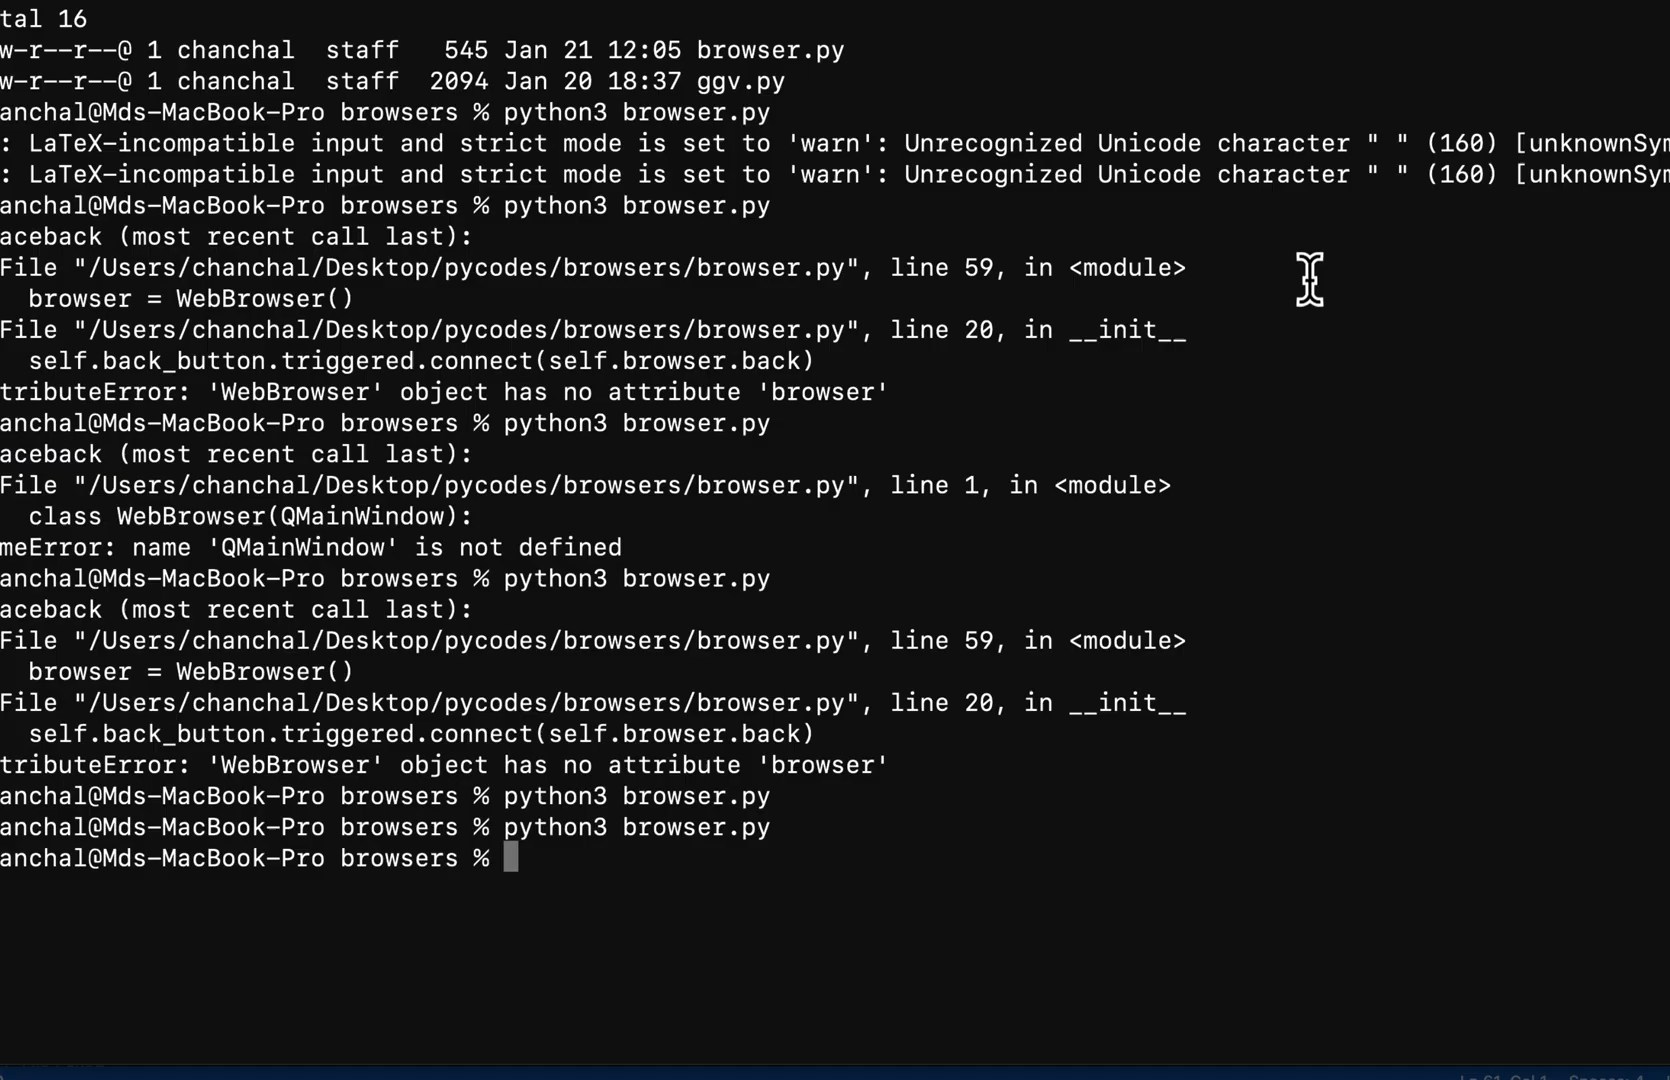 tal 16
w-r--r--@ 1 chanchal  staff   545 Jan 21 12:05 browser.py
w-r--r--@ 1 chanchal  staff  2094 Jan 20 18:37 ggv.py
anchal@Mds-MacBook-Pro browsers % python3 browser.py
: LaTeX-incompatible input and strict mode is set to 'warn': Unrecognized Unicode character " " (160) [unknownSym
: LaTeX-incompatible input and strict mode is set to 'warn': Unrecognized Unicode character " " (160) [unknownSym
anchal@Mds-MacBook-Pro browsers % python3 browser.py
aceback (most recent call last):
File "/Users/chanchal/Desktop/pycodes/browsers/browser.py", line 59, in <module>
  browser = WebBrowser()
File "/Users/chanchal/Desktop/pycodes/browsers/browser.py", line 20, in __init__
  self.back_button.triggered.connect(self.browser.back)
tributeError: 'WebBrowser' object has no attribute 'browser'
anchal@Mds-MacBook-Pro browsers % python3 browser.py
aceback (most recent call last):
File "/Users/chanchal/Desktop/pycodes/browsers/browser.py", line 1, in <module>
  class WebBrowser(QMainWindow):
meError: name 'QMainWindow' is not defined
anchal@Mds-MacBook-Pro browsers % python3 browser.py
aceback (most recent call last):
File "/Users/chanchal/Desktop/pycodes/browsers/browser.py", line 59, in <module>
  browser = WebBrowser()
File "/Users/chanchal/Desktop/pycodes/browsers/browser.py", line 20, in __init__
  self.back_button.triggered.connect(self.browser.back)
tributeError: 'WebBrowser' object has no attribute 'browser'
anchal@Mds-MacBook-Pro browsers % python3 browser.py
anchal@Mds-MacBook-Pro browsers % python3 browser.py
anchal@Mds-MacBook-Pro browsers %